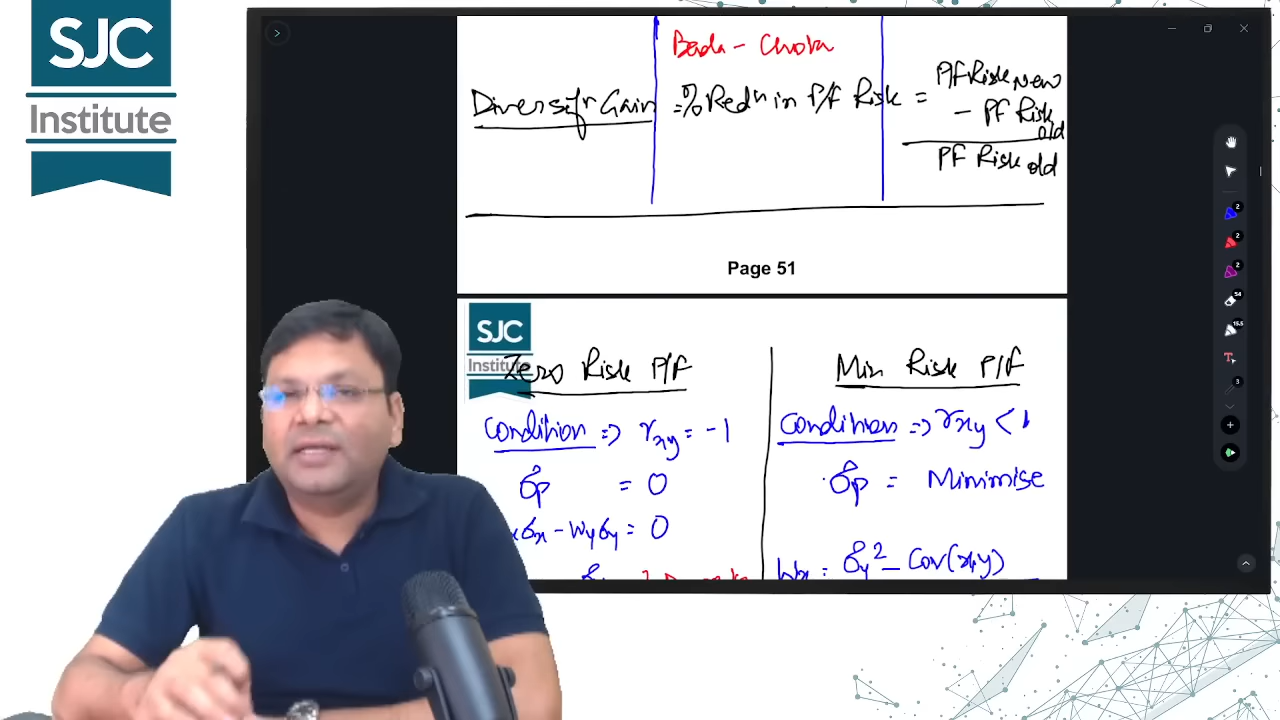 SJC
Institute
Bada - Chota
Diversifn Gain = % Redn in P/f Risk = Pf Risk New
- Pf Risk old
PF Risk old
Page 51
SJC
Institute
Zero Risk P/f
Condition => rxy = -1
σp = 0
σx - wyσy = 0
Min Risk P/f
Condition => rxy < 1
σp = Minimise
Wx = σy² - Cov(x,y)